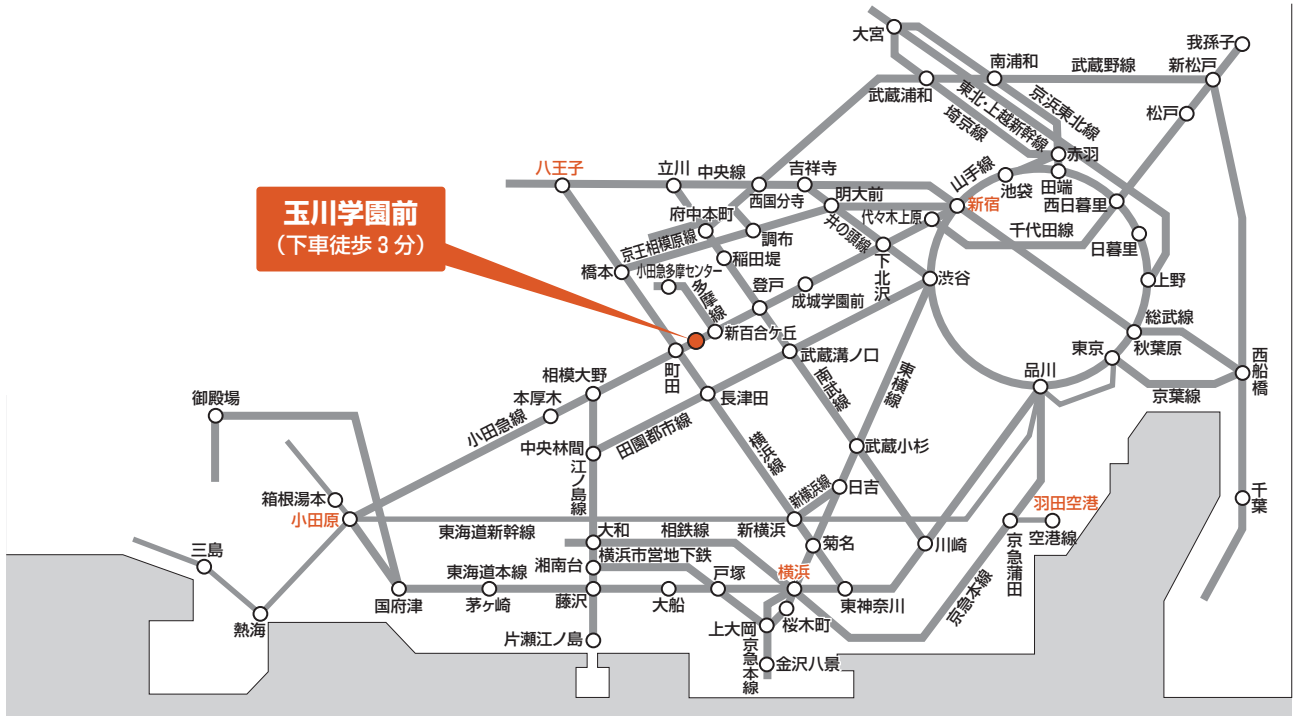 大宮
我孫子
南浦和
武蔵野線
新松戸
武蔵浦和
東北・上越新幹線
京浜東北線
埼京線
松戸
赤羽
八王子
立川
中央線
吉祥寺
山手線
池袋
田端
西国分寺
明大前
新宿
西日暮里
玉川学園前
(下車徒歩3分)
府中本町
代々木上原
千代田線
京王相模原線
調布
井の頭線
日暮里
橋本
小田急多摩センター
稲田堤
下北沢
多摩線
登戸
成城学園前
渋谷
上野
新百合ケ丘
総武線
町田
武蔵溝ノ口
東京
秋葉原
相模大野
南武線
東横線
品川
西船橋
御殿場
本厚木
長津田
京葉線
小田急線
中央林間
田園都市線
横浜線
武蔵小杉
江ノ島線
新横浜線
日吉
箱根湯本
羽田空港
千葉
小田原
東海道新幹線
大和
相鉄線
新横浜
空港線
三島
湘南台
横浜市営地下鉄
菊名
川崎
京急蒲田
東海道本線
戸塚
横浜
国府津
茅ヶ崎
藤沢
大船
東神奈川
京急本線
熱海
上大岡
桜木町
片瀬江ノ島
京急本線
金沢八景